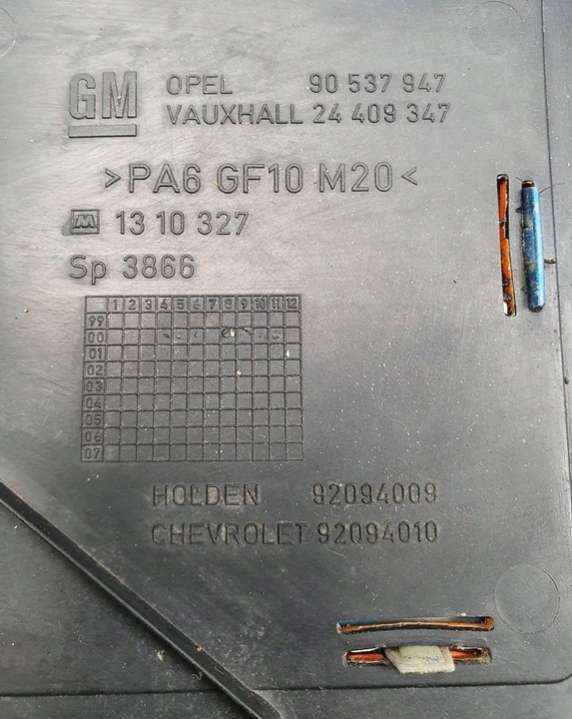 GM OPEL 90 537 947
VAUXHALL 24 409 347
>PA6 GF10 M20<
M 13 10 327
Sp 3866
1 2 3 4 5 6 7 8 9 10 11 12
99
00
01
02
03
04
05
06
07
HOLDEN 92094009
CHEVROLET 92094010